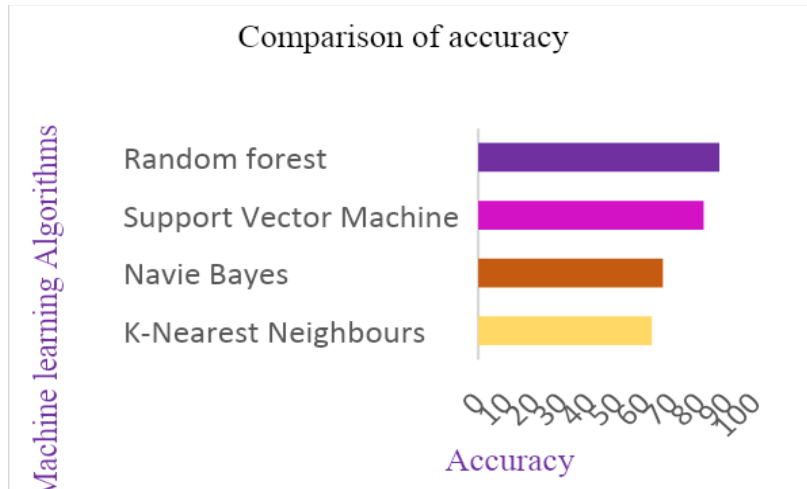 Comparison of accuracy
Machine learning Algorithms
Random forest
Support Vector Machine
Navie Bayes
K-Nearest Neighbours
0
10
20
30
40
50
60
70
80
90
100
Accuracy